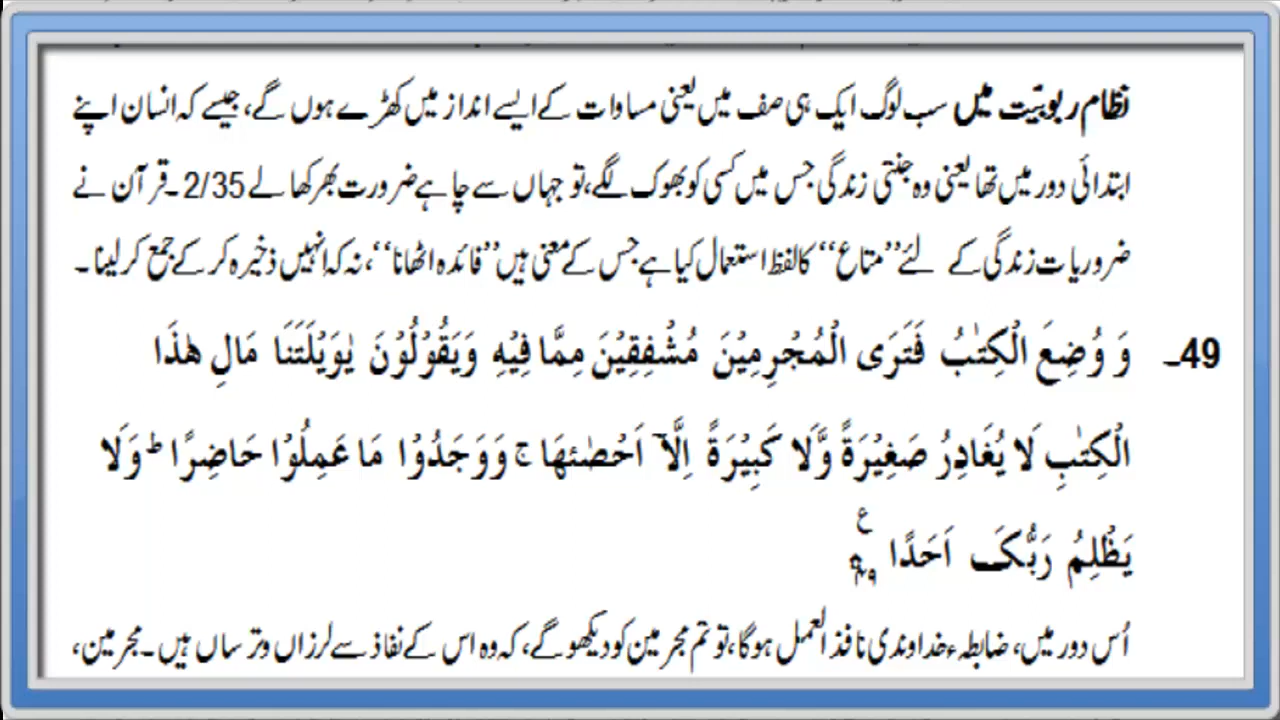 نظام ربوبیّت میں سب لوگ ایک ہی صف میں یعنی مساوات کے ایسے انداز میں کھڑے ہوں گے، جیسے کہ انسان اپنے
ابتدائی دور میں تھا یعنی وہ جنتی زندگی جس میں کسی کو بھوک لگے، تو جہاں سے چاہے ضرورت بھر کھا لے 2/35۔ قرآن نے
ضروریات زندگی کے لئے ’’متاع‘‘ کا لفظ استعمال کیا ہے جس کے معنی ہیں ’’فائدہ اٹھانا‘‘، نہ کہ انہیں ذخیرہ کر کے جمع کر لینا۔
49۔ وَ وُضِعَ الْكِتٰبُ فَتَرَى الْمُجْرِمِيْنَ مُشْفِقِيْنَ مِمَّا فِيْهِ وَيَقُوْلُوْنَ يٰوَيْلَتَنَا مَالِ هٰذَا
الْكِتٰبِ لَا يُغَادِرُ صَغِيْرَةً وَّلَا كَبِيْرَةً اِلَّآ اَحْصٰىهَا ۚ وَوَجَدُوْا مَا عَمِلُوْا حَاضِرًا ؕ وَلَا
يَظْلِمُ رَبُّكَ اَحَدًا ع ۴۹
اُس دور میں، ضابطہء خداوندی نافذ العمل ہوگا، تو تم مجرمین کو دیکھو گے، کہ وہ اس کے نفاذ سے لرزاں وترساں ہیں۔ مجرمین،